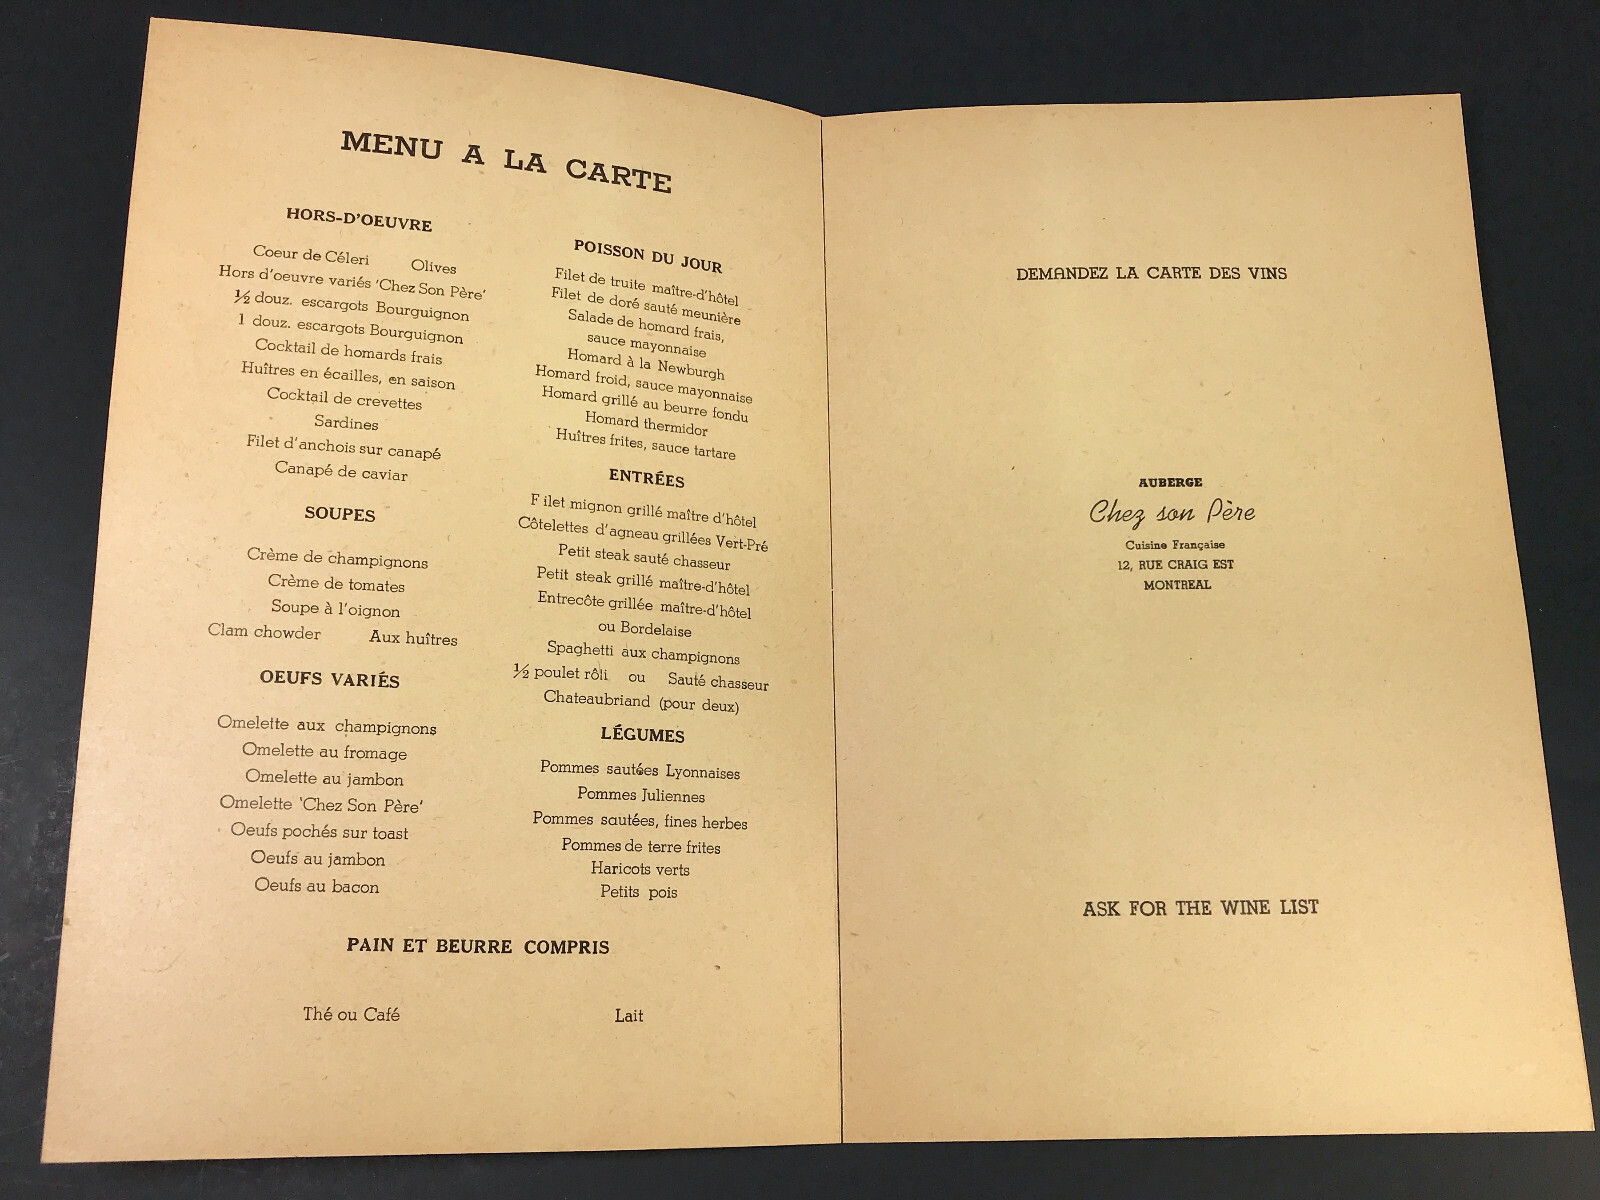 MENU A LA CARTE
HORS-D'OEUVRE
Coeur de Céleri Olives
Hors d'oeuvre variés 'Chez Son Père'
½ douz. escargots Bourguignon
1 douz. escargots Bourguignon
Cocktail de homards frais
Huîtres en écailles, en saison
Cocktail de crevettes
Sardines
Filet d'anchois sur canapé
Canapé de caviar
SOUPES
Crème de champignons
Crème de tomates
Soupe à l'oignon
Clam chowder Aux huîtres
OEUFS VARIÉS
Omelette aux champignons
Omelette au fromage
Omelette au jambon
Omelette 'Chez Son Père'
Oeufs pochés sur toast
Oeufs au jambon
Oeufs au bacon
POISSON DU JOUR
Filet de truite maître-d'hôtel
Filet de doré sauté meunière
Salade de homard frais,
sauce mayonnaise
Homard à la Newburgh
Homard froid, sauce mayonnaise
Homard grillé au beurre fondu
Homard thermidor
Huîtres frites, sauce tartare
ENTRÉES
F ilet mignon grillé maître d'hôtel
Côtelettes d'agneau grillées Vert-Pré
Petit steak sauté chasseur
Petit steak grillé maître-d'hôtel
Entrecôte grillée maître-d'hôtel
ou Bordelaise
Spaghetti aux champignons
½ poulet rôli ou Sauté chasseur
Chateaubriand (pour deux)
LÉGUMES
Pommes sautées Lyonnaises
Pommes Juliennes
Pommes sautées, fines herbes
Pommes de terre frites
Haricots verts
Petits pois
PAIN ET BEURRE COMPRIS
Thé ou Café Lait
DEMANDEZ LA CARTE DES VINS
AUBERGE
Chez son Père
Cuisine Française
12, RUE CRAIG EST
MONTREAL
ASK FOR THE WINE LIST